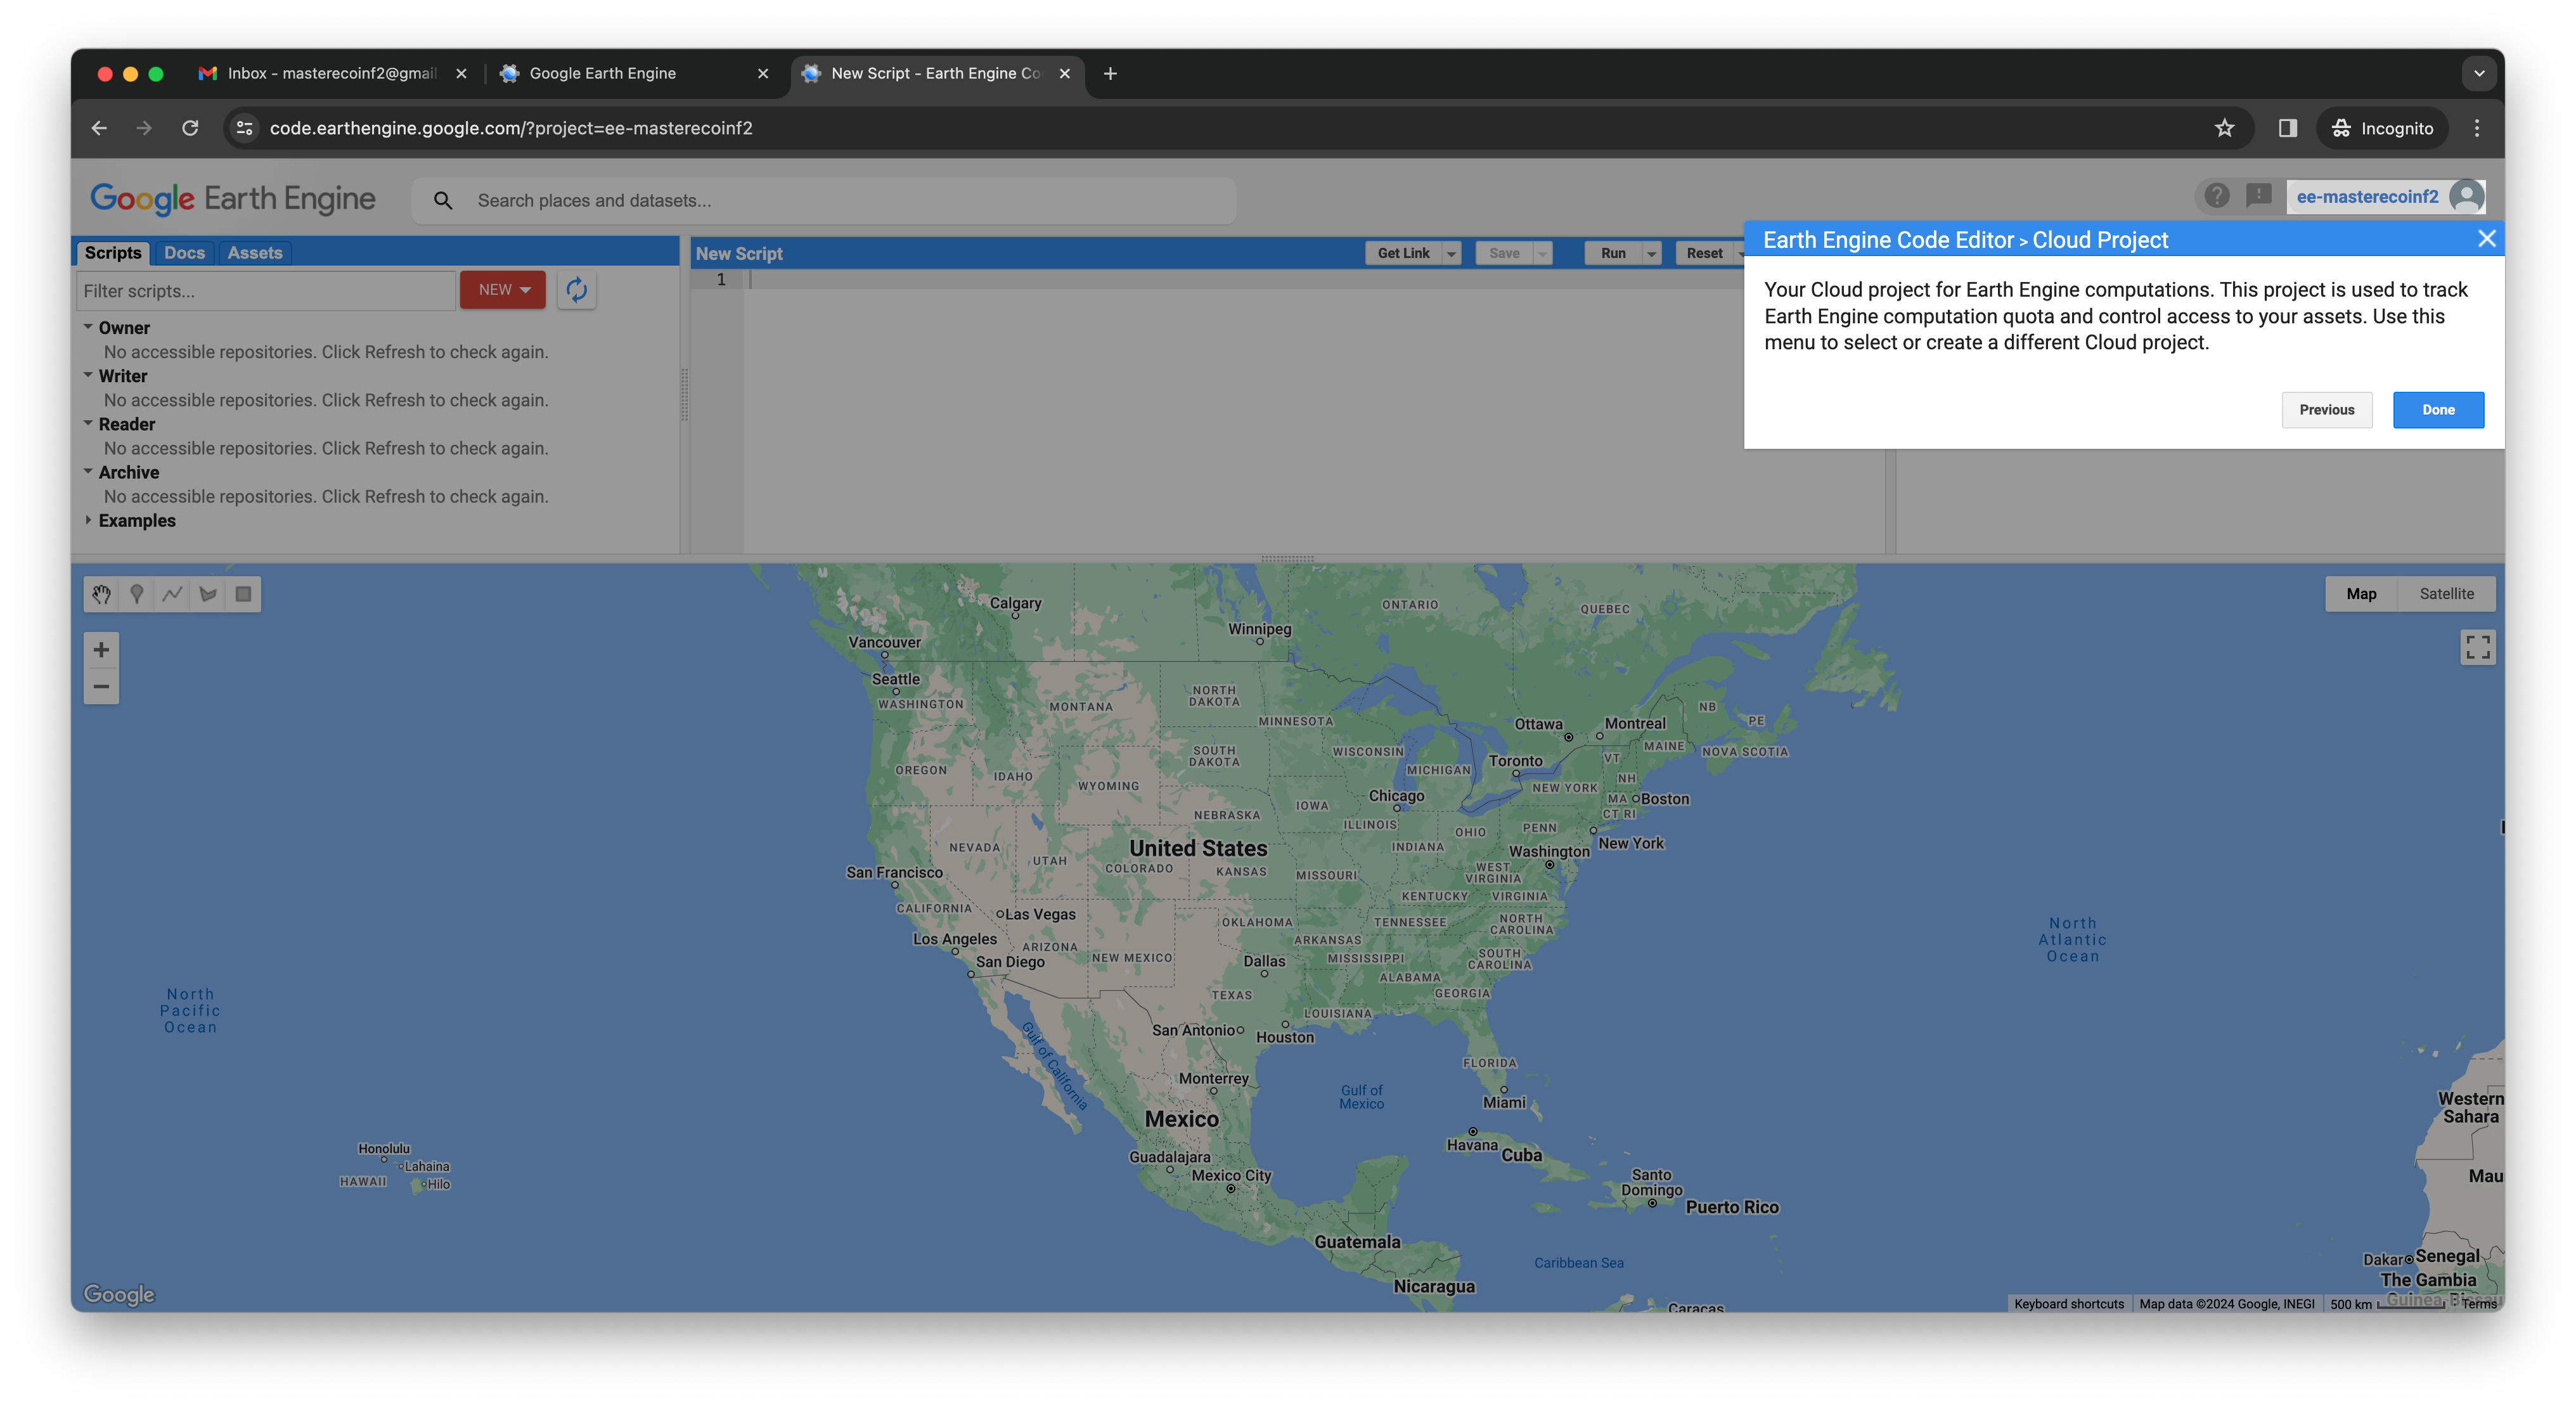 Inbox - masterecoinf2@gmail
Google Earth Engine
New Script - Earth Engine Co
code.earthengine.google.com/?project=ee-masterecoinf2
Incognito
Google Earth Engine
Search places and datasets...
ee-masterecoinf2
Scripts
Docs
Assets
Filter scripts...
NEW
Owner
No accessible repositories. Click Refresh to check again.
Writer
No accessible repositories. Click Refresh to check again.
Reader
No accessible repositories. Click Refresh to check again.
Archive
No accessible repositories. Click Refresh to check again.
Examples
New Script
Get Link
Save
Run
Reset
1
Earth Engine Code Editor > Cloud Project
Your Cloud project for Earth Engine computations. This project is used to track
Earth Engine computation quota and control access to your assets. Use this
menu to select or create a different Cloud project.
Previous
Done
Map
Satellite
Calgary
ONTARIO
QUEBEC
Winnipeg
Vancouver
Seattle
WASHINGTON
MONTANA
NORTH
DAKOTA
MINNESOTA
NB
PE
Ottawa
Montreal
MAINE
NOVA SCOTIA
SOUTH
DAKOTA
WISCONSIN
VT
OREGON
IDAHO
MICHIGAN
Toronto
NH
WYOMING
NEW YORK
Chicago
MA
Boston
IOWA
NEBRASKA
CT RI
ILLINOIS
OHIO
PENN
NEVADA
United States
INDIANA
New York
UTAH
Washington
COLORADO
KANSAS
MISSOURI
WEST
VIRGINIA
San Francisco
KENTUCKY
VIRGINIA
CALIFORNIA
Las Vegas
OKLAHOMA
TENNESSEE
NORTH
CAROLINA
Los Angeles
ARIZONA
ARKANSAS
NEW MEXICO
MISSISSIPPI
SOUTH
CAROLINA
San Diego
Dallas
ALABAMA
TEXAS
GEORGIA
LOUISIANA
North
Atlantic
Ocean
North
Pacific
Ocean
San Antonio
Houston
Gulf of California
FLORIDA
Monterrey
Gulf of
Mexico
Miami
Mexico
Havana
Cuba
Western
Sahara
Honolulu
Lahaina
HAWAII
Hilo
Guadalajara
Mexico City
Santo
Domingo
Puerto Rico
Mau
Guatemala
Caribbean Sea
Nicaragua
Dakar
Senegal
The Gambia
Guinea-Bissau
Caracas
Google
Keyboard shortcuts
Map data ©2024 Google, INEGI
500 km
Terms